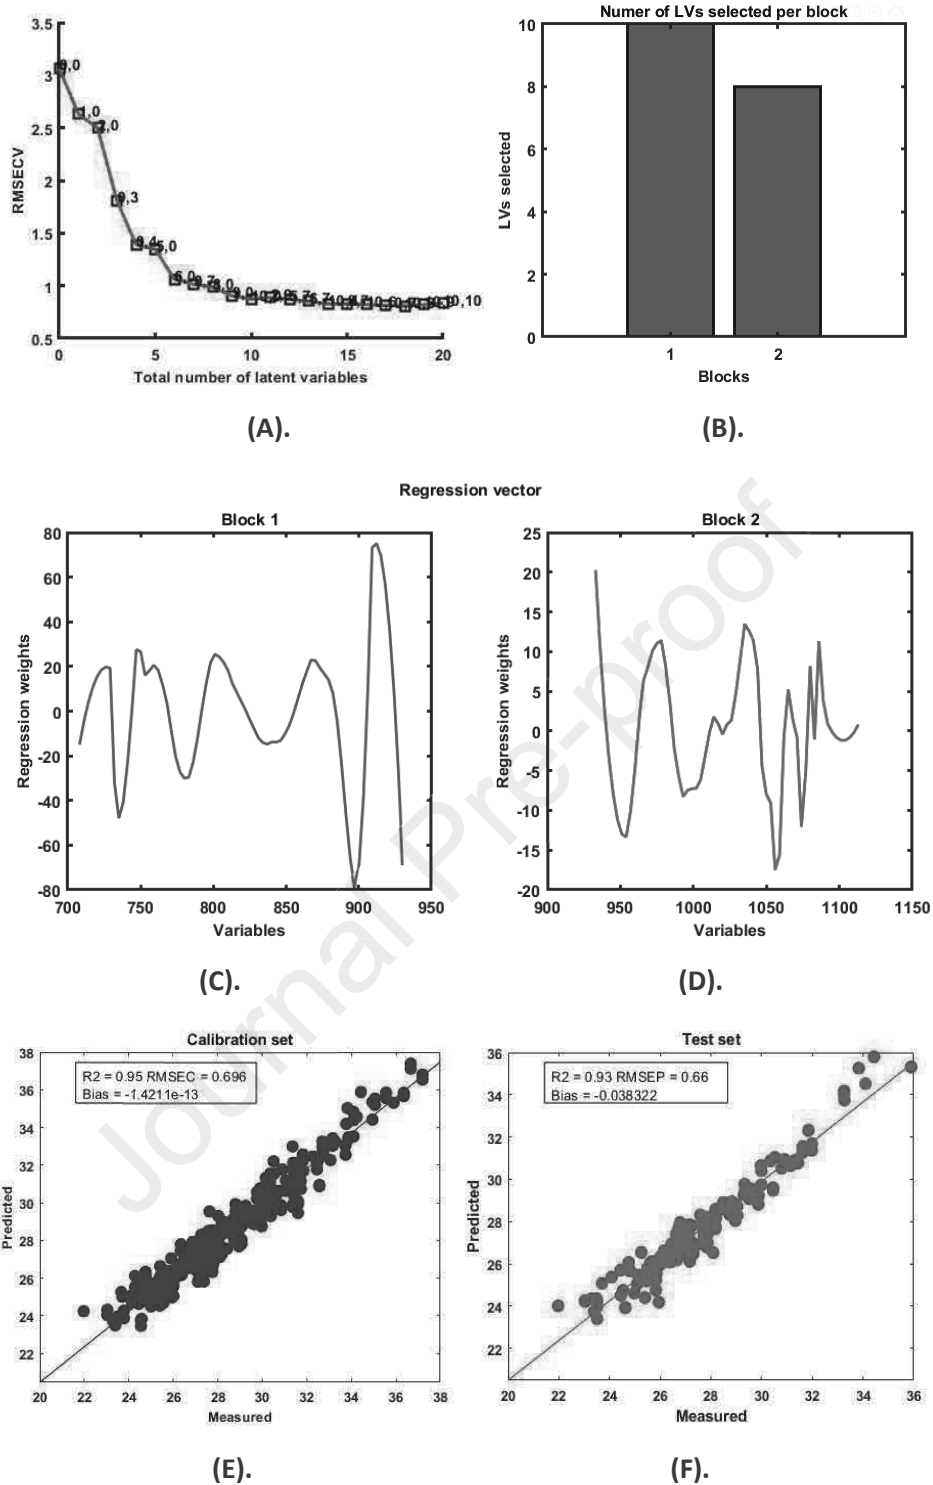 3.5
3
2.5
2
1.5
1
0.5
RMSECV
0,0
1,0
2,0
0,3
0,4
5,0
6,0
8,0
0 5 10 15 20
Total number of latent variables
(A).
Numer of LVs selected per block
10
8
6
4
2
0
LVs selected
1 2
Blocks
(B).
Regression vector
Block 1
80
60
40
20
0
-20
-40
-60
-80
Regression weights
700 750 800 850 900 950
Variables
(C).
Block 2
25
20
15
10
5
0
-5
-10
-15
-20
Regression weights
900 950 1000 1050 1100 1150
Variables
(D).
Journal Pre-proof
Calibration set
R2 = 0.95 RMSEC = 0.696
Bias = -1.4211e-13
38
36
34
32
30
28
26
24
22
Predicted
20 22 24 26 28 30 32 34 36 38
Measured
(E).
Test set
R2 = 0.93 RMSEP = 0.66
Bias = -0.038322
36
34
32
30
28
26
24
22
Predicted
20 22 24 26 28 30 32 34 36
Measured
(F).